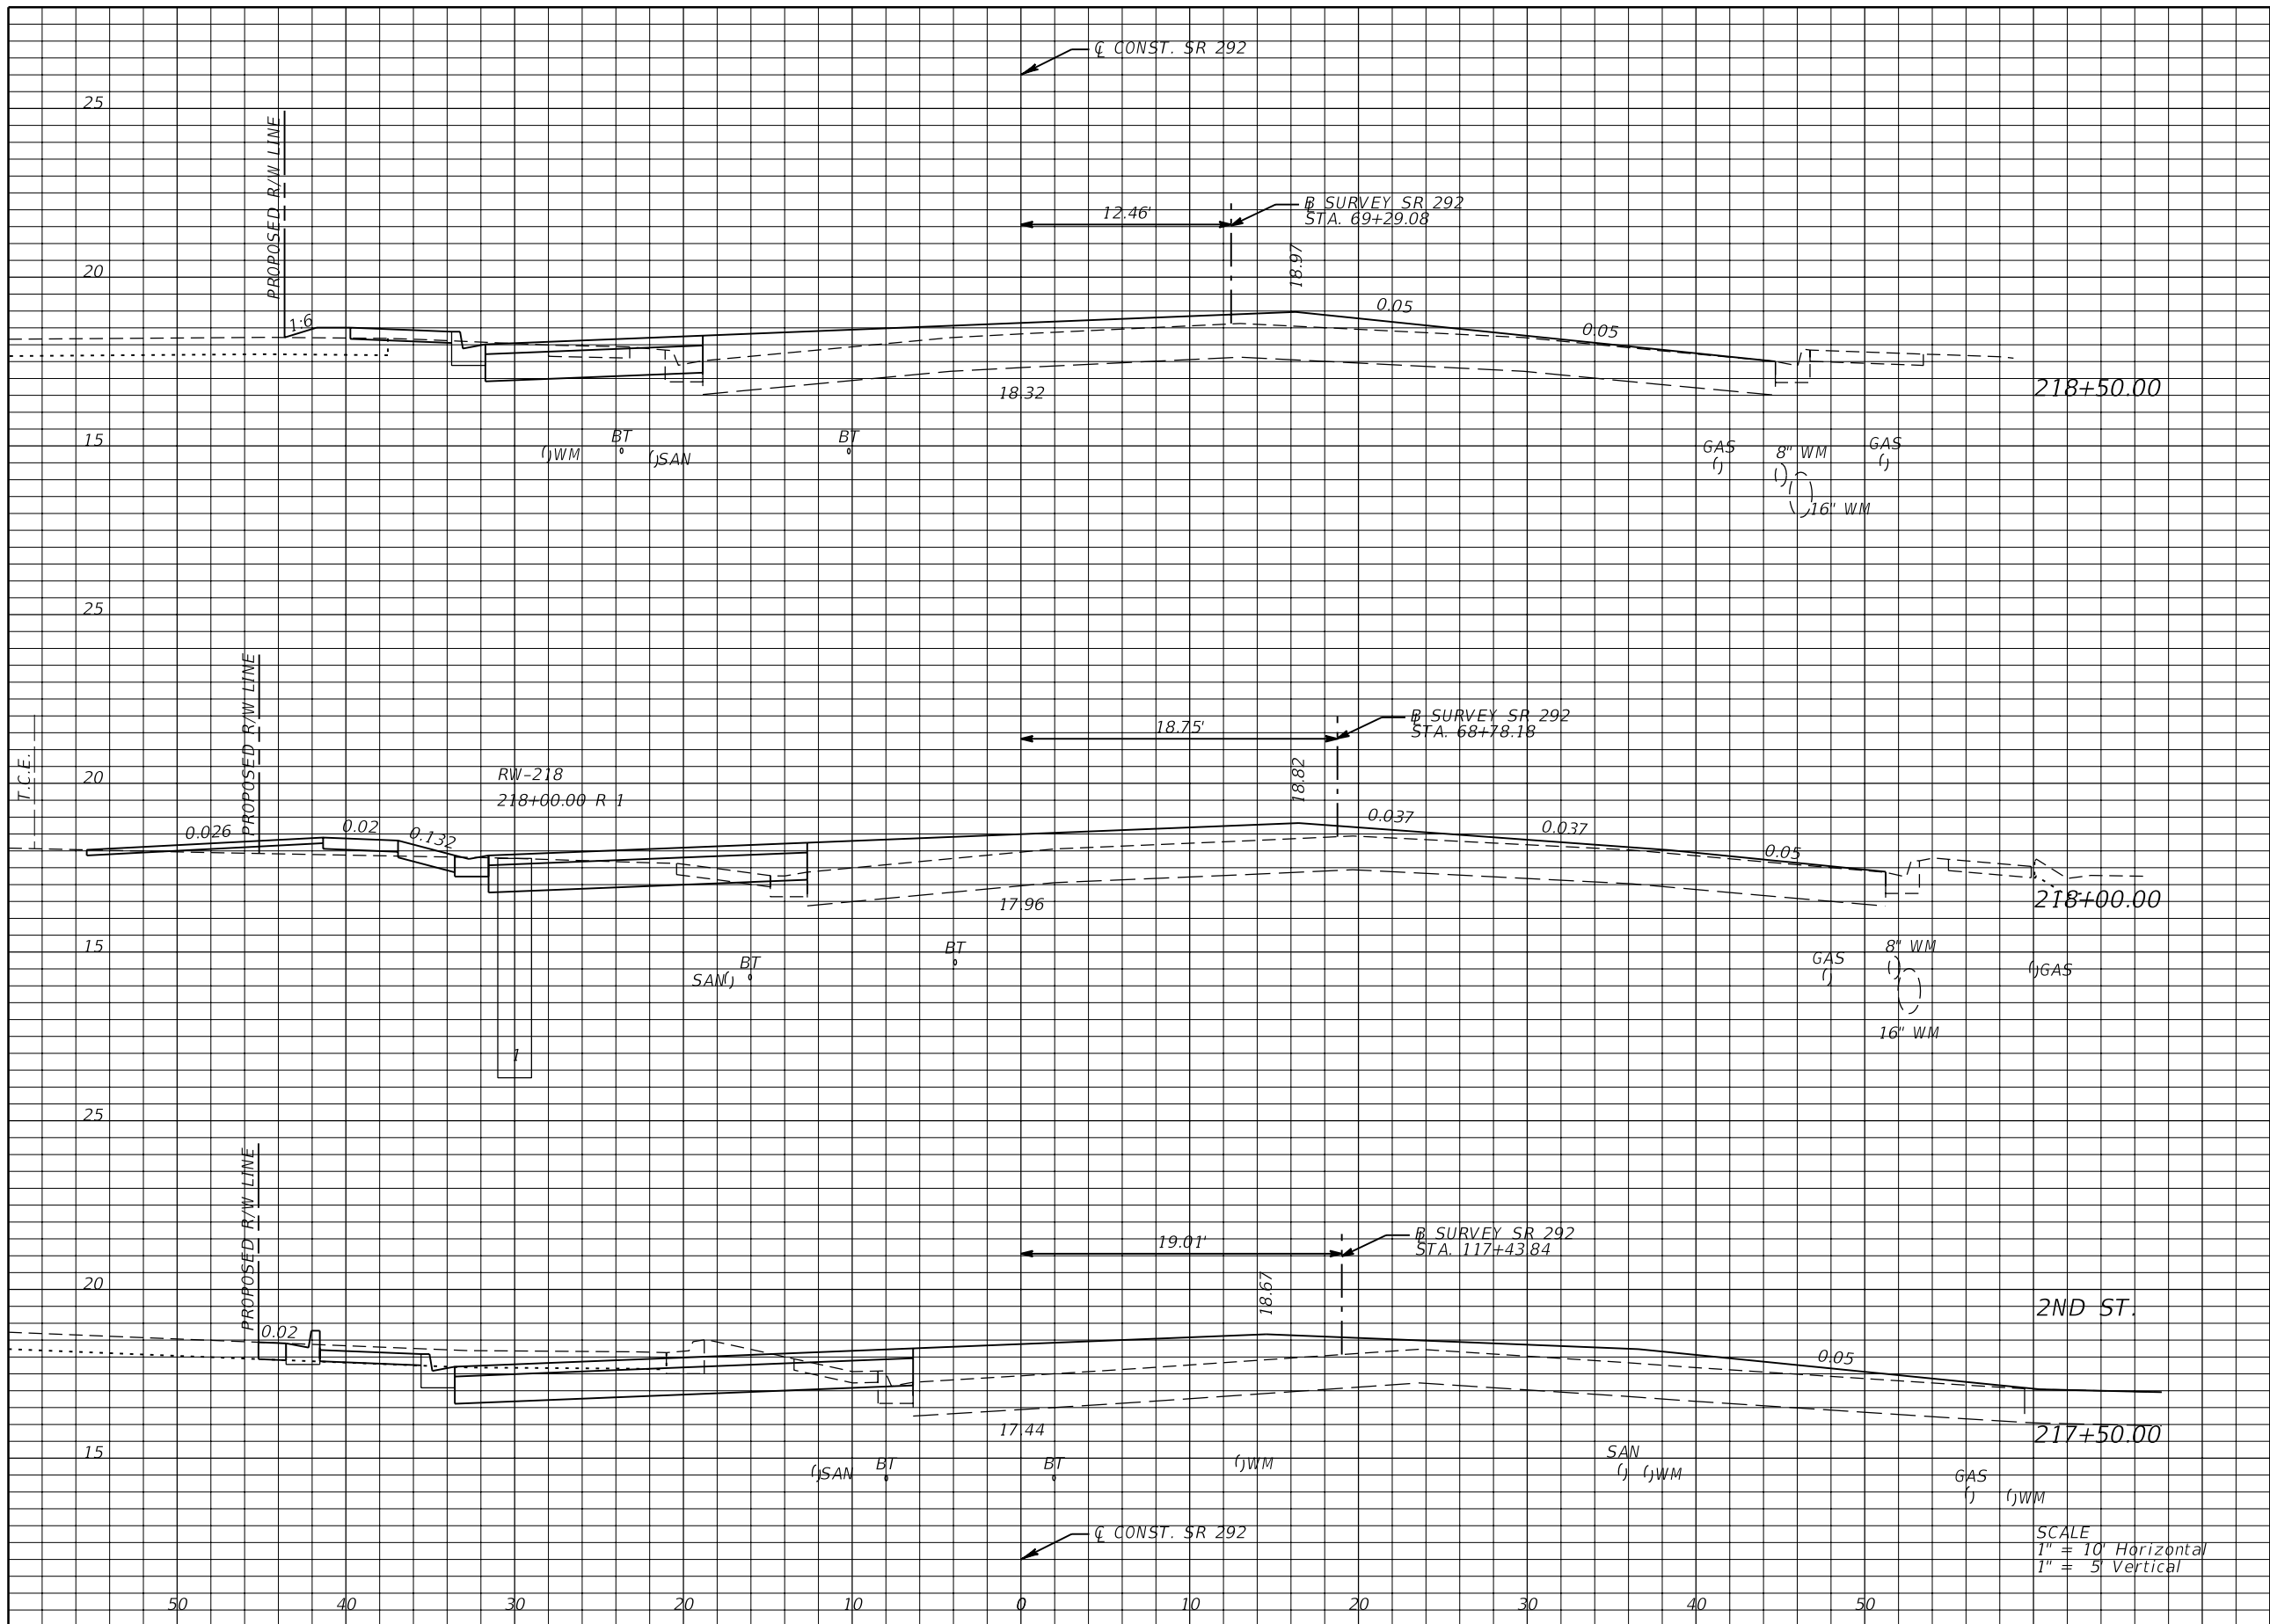 ℄ CONST. SR 292
25
PROPOSED R/W LINE
12.46'
℄ SURVEY SR 292
STA. 69+29.08
20
18.97
1:6
0.05
0.05
18.32
218+50.00
15
WM
BT
SAN
BT
GAS
8" WM
GAS
16" WM
25
PROPOSED R/W LINE
T.C.E.
18.75'
℄ SURVEY SR 292
STA. 68+78.18
20
RW-218
218+00.00 R 1
18.82
0.026
0.02
0.132
0.037
0.037
0.05
17.96
218+00.00
15
SAN
BT
BT
GAS
8" WM
GAS
16" WM
1
25
PROPOSED R/W LINE
19.01'
℄ SURVEY SR 292
STA. 117+43.84
20
18.67
2ND ST.
0.02
0.05
17.44
217+50.00
15
SAN
BT
BT
WM
SAN
WM
GAS
WM
℄ CONST. SR 292
SCALE
1" = 10' Horizontal
1" = 5' Vertical
50 40 30 20 10 0 10 20 30 40 50